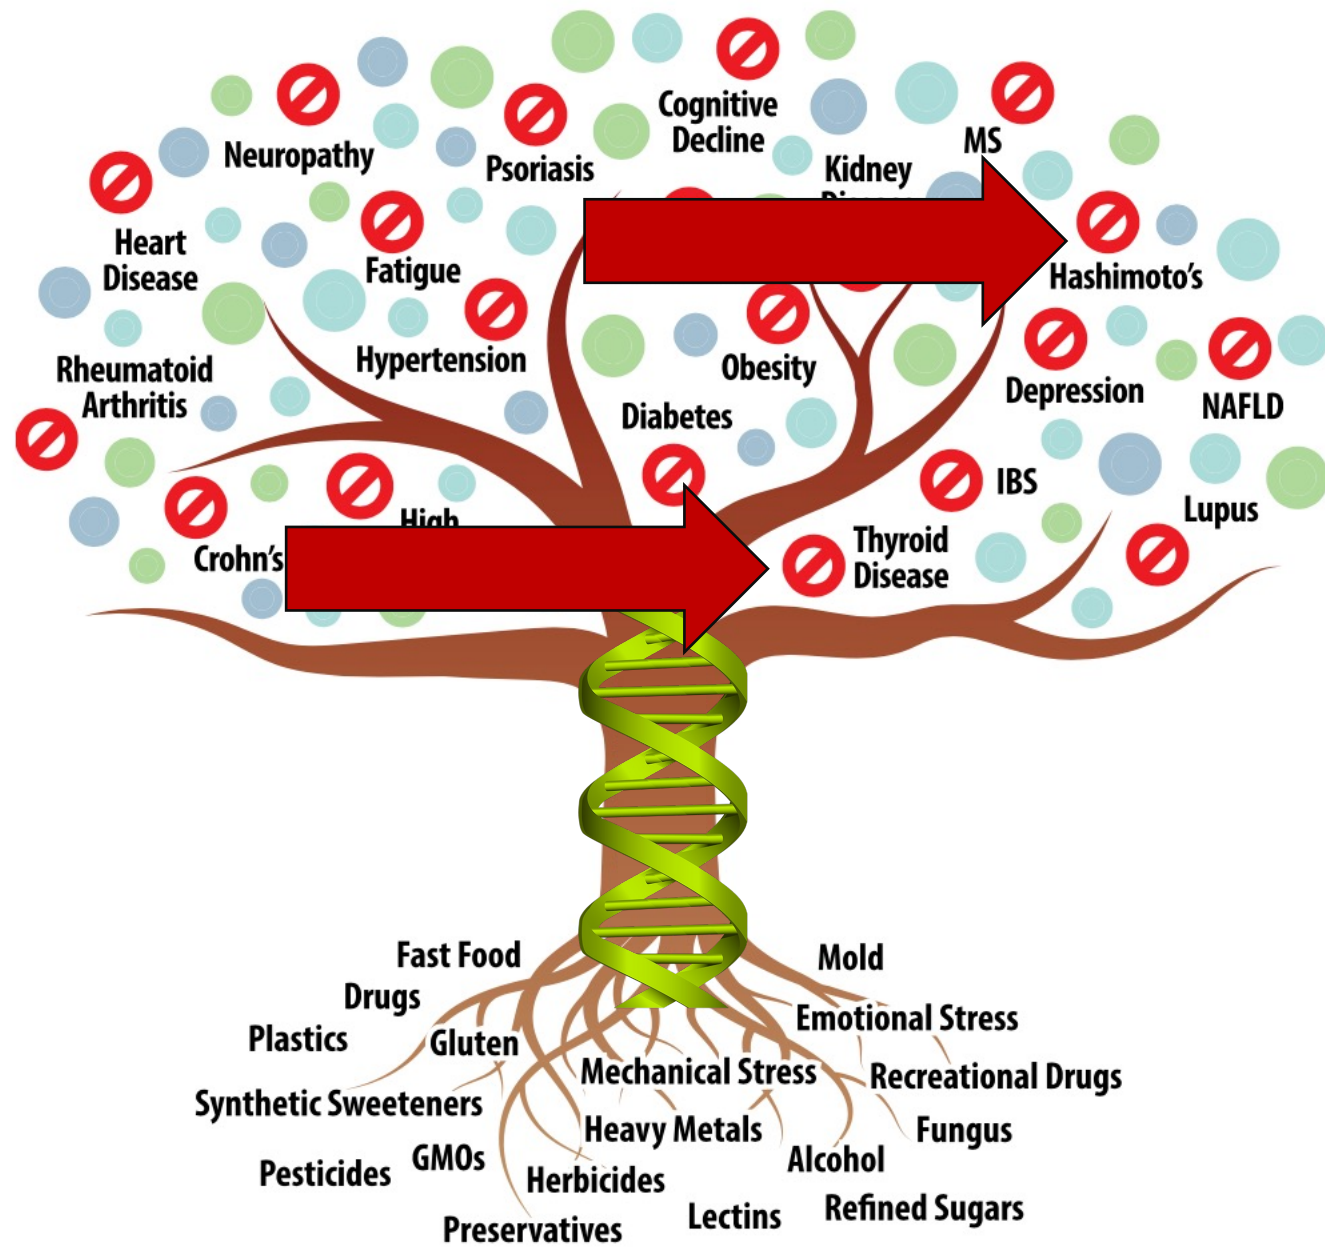 Cognitive
Decline
MS
Neuropathy
Psoriasis
Kidney
Heart
Disease
Fatigue
Hashimoto's
Hypertension
Obesity
Rheumatoid
Arthritis
Depression
NAFLD
Diabetes
IBS
Lupus
High
Crohn's
Thyroid
Disease
Fast Food
Mold
Drugs
Emotional Stress
Plastics
Gluten
Mechanical Stress
Recreational Drugs
Synthetic Sweeteners
Heavy Metals
Fungus
GMOs
Alcohol
Pesticides
Herbicides
Refined Sugars
Lectins
Preservatives